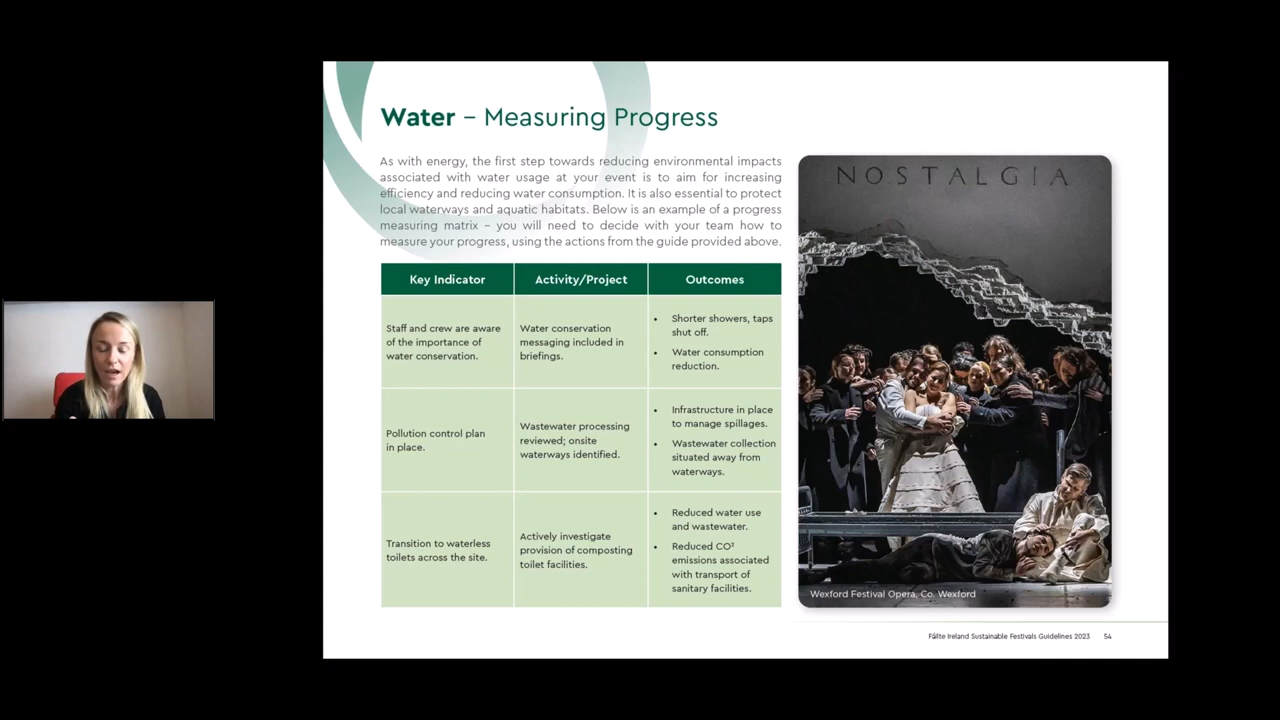 Water – Measuring Progress
As with energy, the first step towards reducing environmental impacts
associated with water usage at your event is to aim for increasing
efficiency and reducing water consumption. It is also essential to protect
local waterways and aquatic habitats. Below is an example of a progress
measuring matrix – you will need to decide with your team how to
measure your progress, using the actions from the guide provided above.
Key Indicator
Activity/Project
Outcomes
Staff and crew are aware
of the importance of
water conservation.
Water conservation
messaging included in
briefings.
• Shorter showers, taps
shut off.
• Water consumption
reduction.
Pollution control plan
in place.
Wastewater processing
reviewed; onsite
waterways identified.
• Infrastructure in place
to manage spillages.
• Wastewater collection
situated away from
waterways.
Transition to waterless
toilets across the site.
Actively investigate
provision of composting
toilet facilities.
• Reduced water use
and wastewater.
• Reduced CO²
emissions associated
with transport of
sanitary facilities.
NOSTALGIA
Wexford Festival Opera, Co. Wexford
Fáilte Ireland Sustainable Festivals Guidelines 2023 54